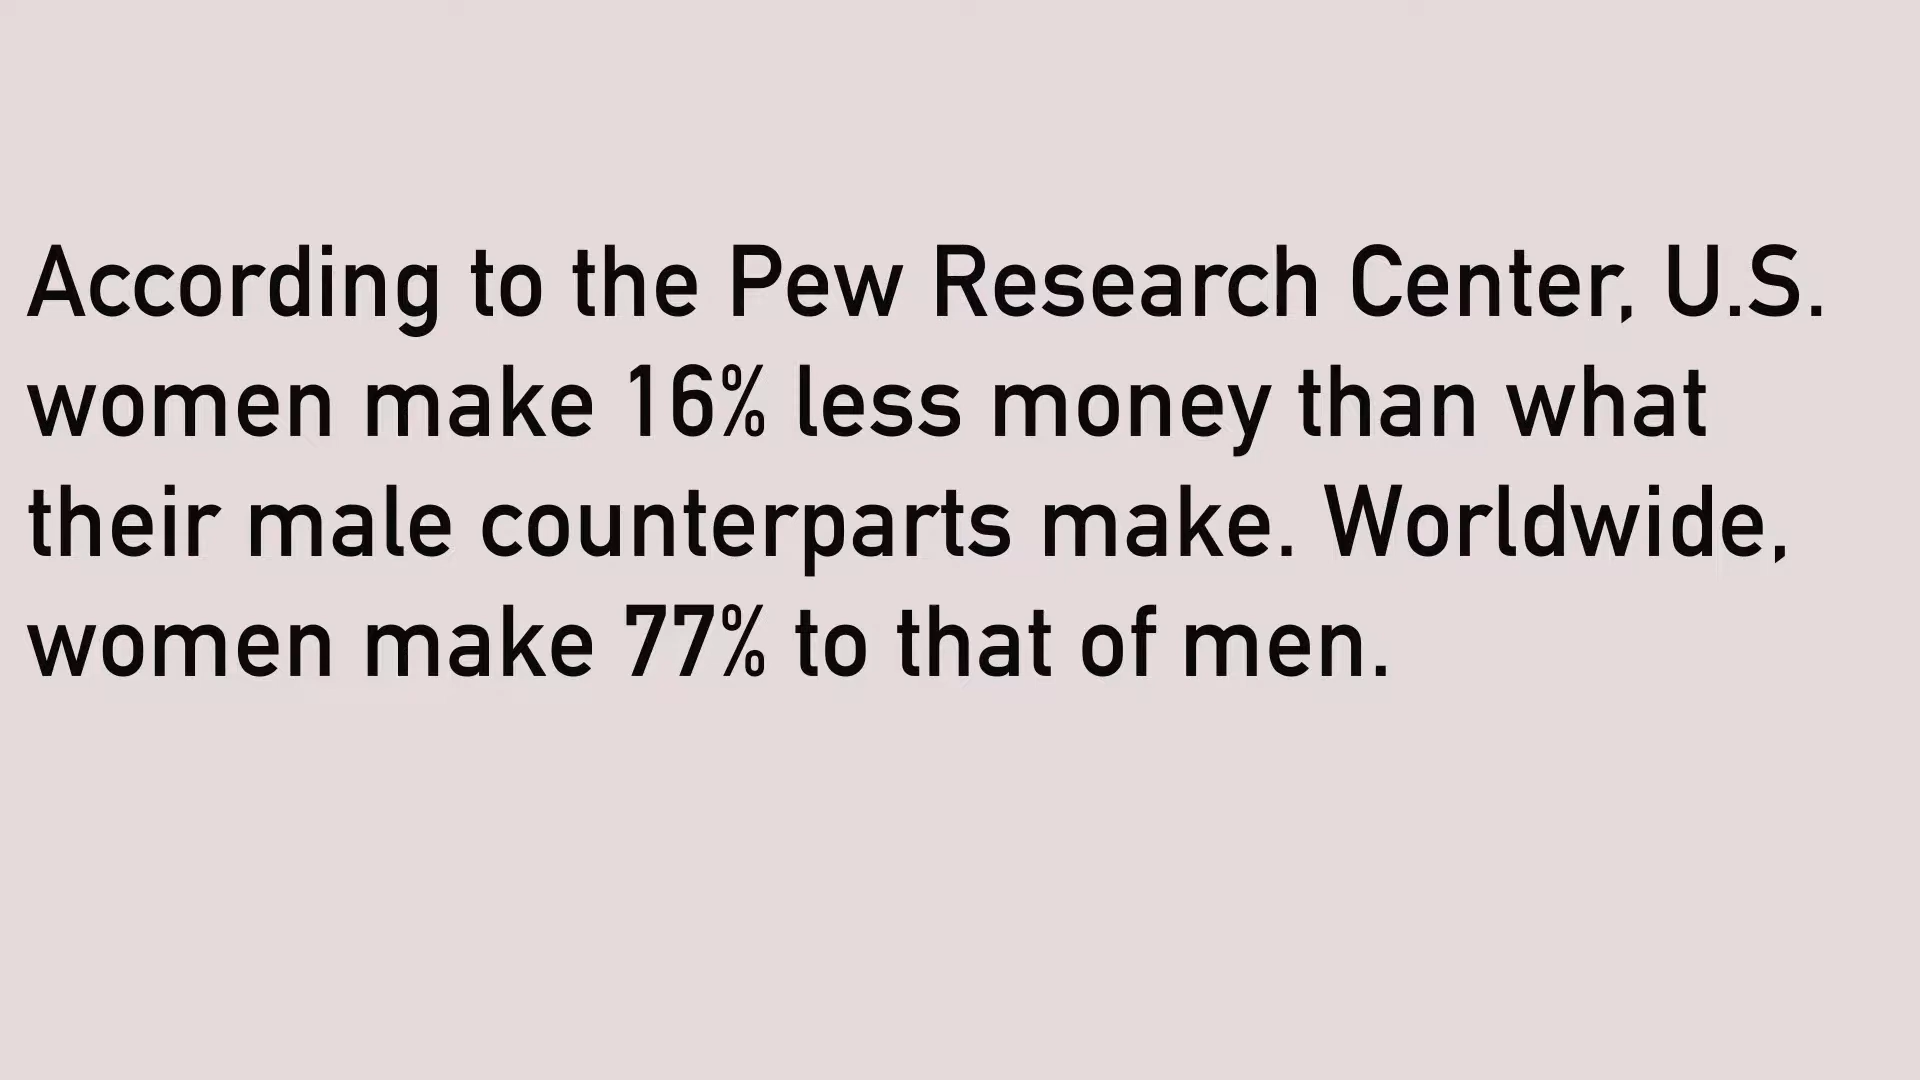 According to the Pew Research Center, U.S.
women make 16% less money than what
their male counterparts make. Worldwide,
women make 77% to that of men.